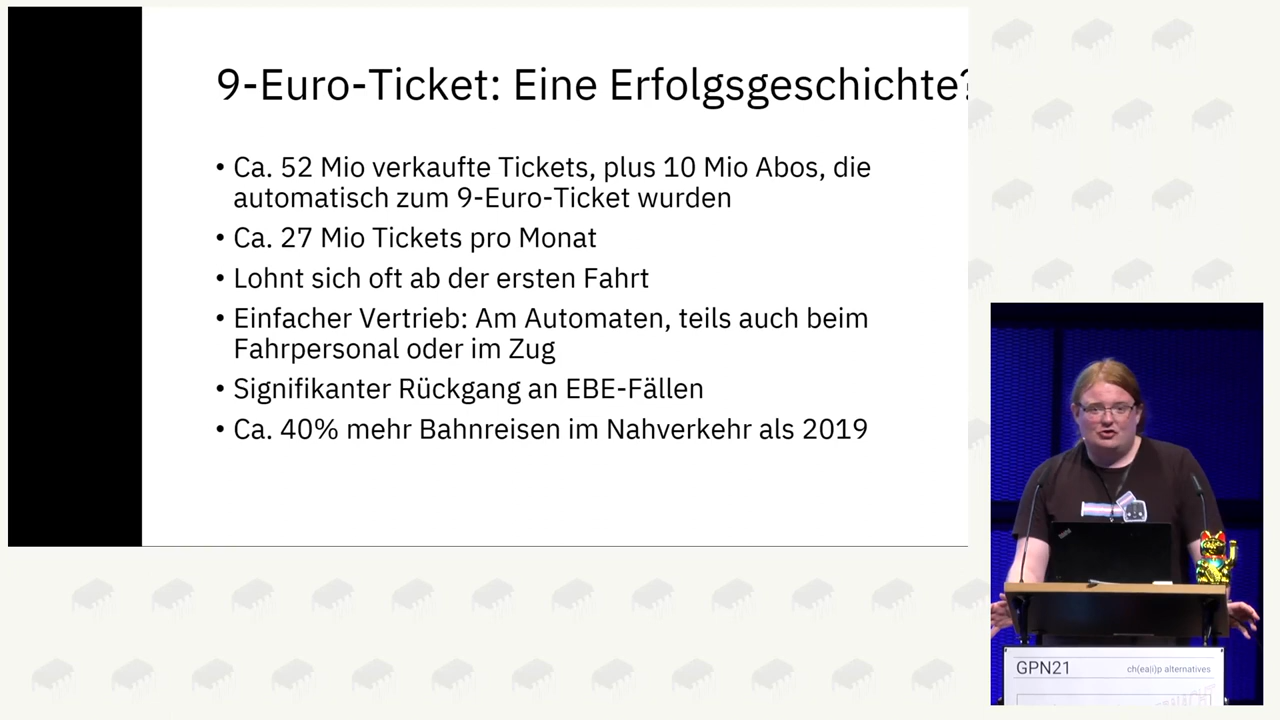 9-Euro-Ticket: Eine Erfolgsgeschichte?
• Ca. 52 Mio verkaufte Tickets, plus 10 Mio Abos, die
automatisch zum 9-Euro-Ticket wurden
• Ca. 27 Mio Tickets pro Monat
• Lohnt sich oft ab der ersten Fahrt
• Einfacher Vertrieb: Am Automaten, teils auch beim
Fahrpersonal oder im Zug
• Signifikanter Rückgang an EBE-Fällen
• Ca. 40% mehr Bahnreisen im Nahverkehr als 2019
GPN21
ch(ea|i)p alternatives